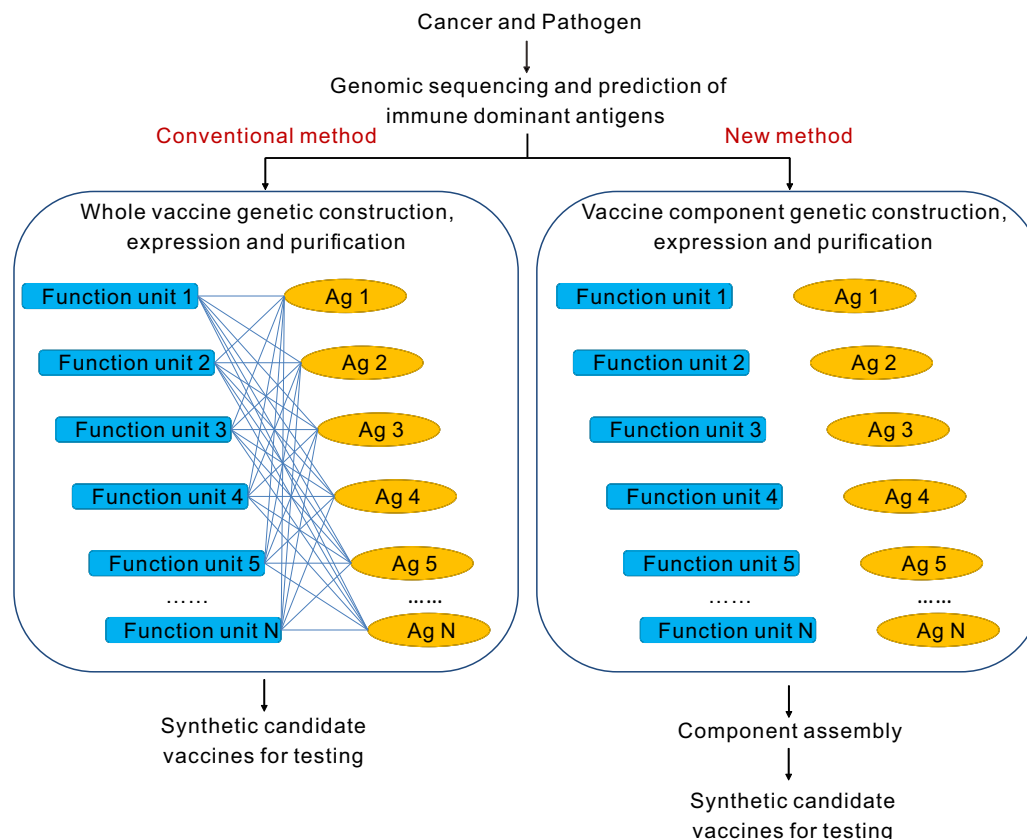 Cancer and Pathogen
Genomic sequencing and prediction of
immune dominant antigens
Conventional method
New method
Whole vaccine genetic construction,
expression and purification
Function unit 1
Ag 1
Function unit 2
Ag 2
Function unit 3
Ag 3
Function unit 4
Ag 4
Function unit 5
Ag 5
......
......
Function unit N
Ag N
Synthetic candidate
vaccines for testing
Vaccine component genetic construction,
expression and purification
Function unit 1
Ag 1
Function unit 2
Ag 2
Function unit 3
Ag 3
Function unit 4
Ag 4
Function unit 5
Ag 5
......
......
Function unit N
Ag N
Component assembly
Synthetic candidate
vaccines for testing